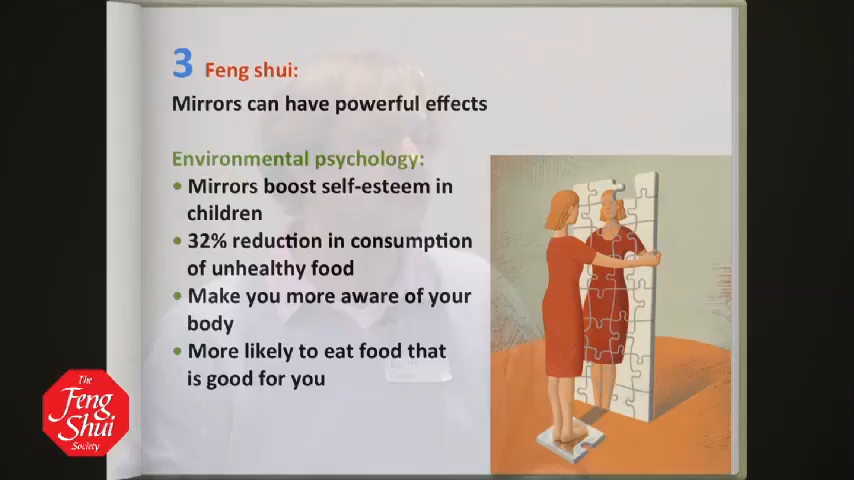 3 Feng shui:
Mirrors can have powerful effects
Environmental psychology:
• Mirrors boost self-esteem in
children
• 32% reduction in consumption
of unhealthy food
• Make you more aware of your
body
• More likely to eat food that
is good for you
The
Feng
Shui
Society